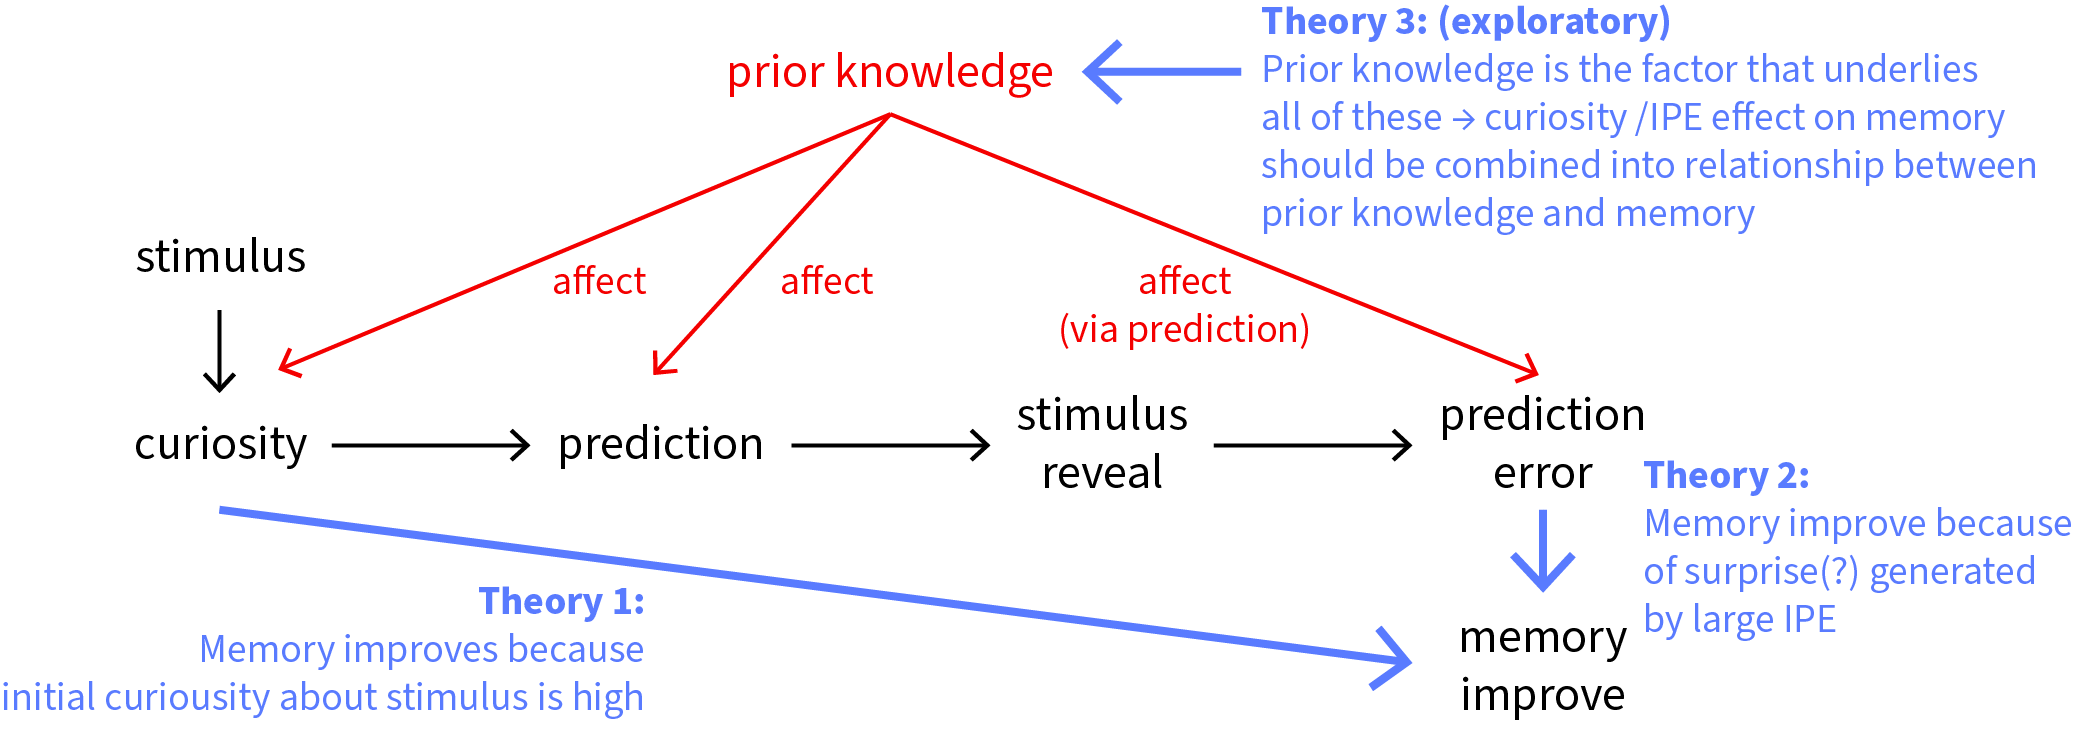 Theory 3: (exploratory)
Prior knowledge is the factor that underlies
all of these → curiosity /IPE effect on memory
should be combined into relationship between
prior knowledge and memory
prior knowledge
stimulus
affect
affect
affect
(via prediction)
curiosity
prediction
stimulus
reveal
prediction
error
Theory 2:
Memory improve because
of surprise(?) generated
by large IPE
Theory 1:
Memory improves because
initial curiousity about stimulus is high
memory
improve